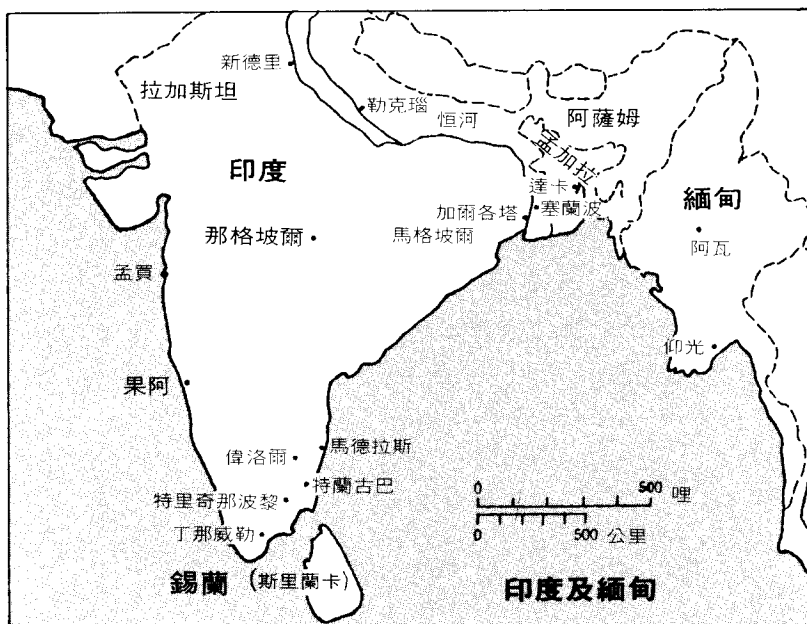 新德里
拉加斯坦
勒克瑙
恒河
阿薩姆
孟加拉
印度
達卡
緬甸
加爾各塔
塞蘭波
那格坡爾
馬格坡爾
阿瓦
孟買
仰光
果阿
馬德拉斯
偉洛爾
特蘭古巴
特里奇那波黎
丁那威勒
0 500 哩
0 500 公里
錫蘭（斯里蘭卡）
印度及緬甸